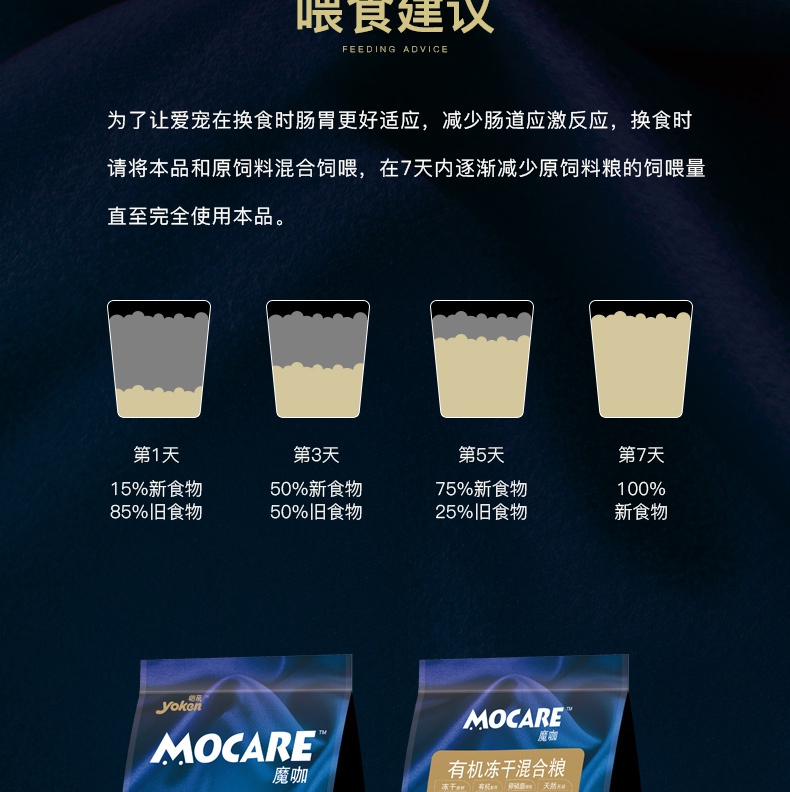 喂食建议
FEEDING ADVICE
为了让爱宠在换食时肠胃更好适应，减少肠道应激反应，换食时
请将本品和原饲料混合饲喂，在7天内逐渐减少原饲料粮的饲喂量
直至完全使用本品。
第1天
15%新食物
85%旧食物
第3天
50%新食物
50%旧食物
第5天
75%新食物
25%旧食物
第7天
100%
新食物
yoken
MOCARE™
魔咖
MOCARE™
魔咖
有机冻干混合粮
冻干 有机 卵磷脂 天然